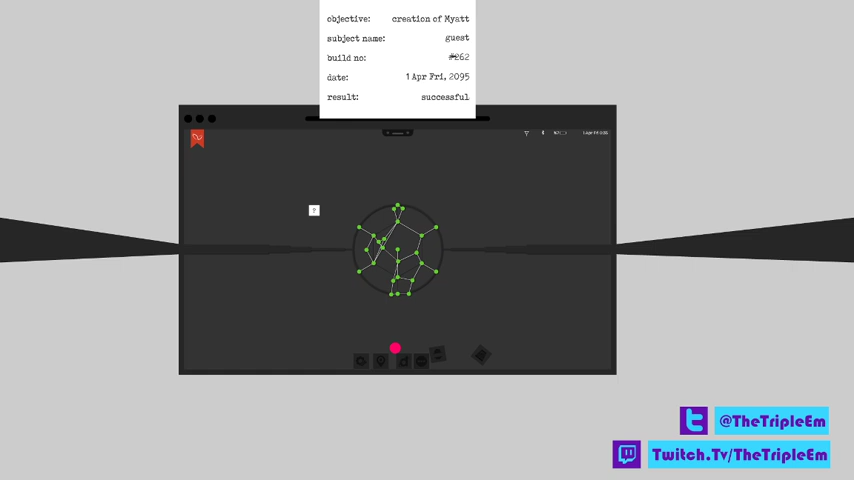 objective: creation of Myatt
subject name: guest
build no: #262
date: 1 Apr Fri, 2095
result: successful
?
@TheTripleEm
Twitch.Tv/TheTripleEm